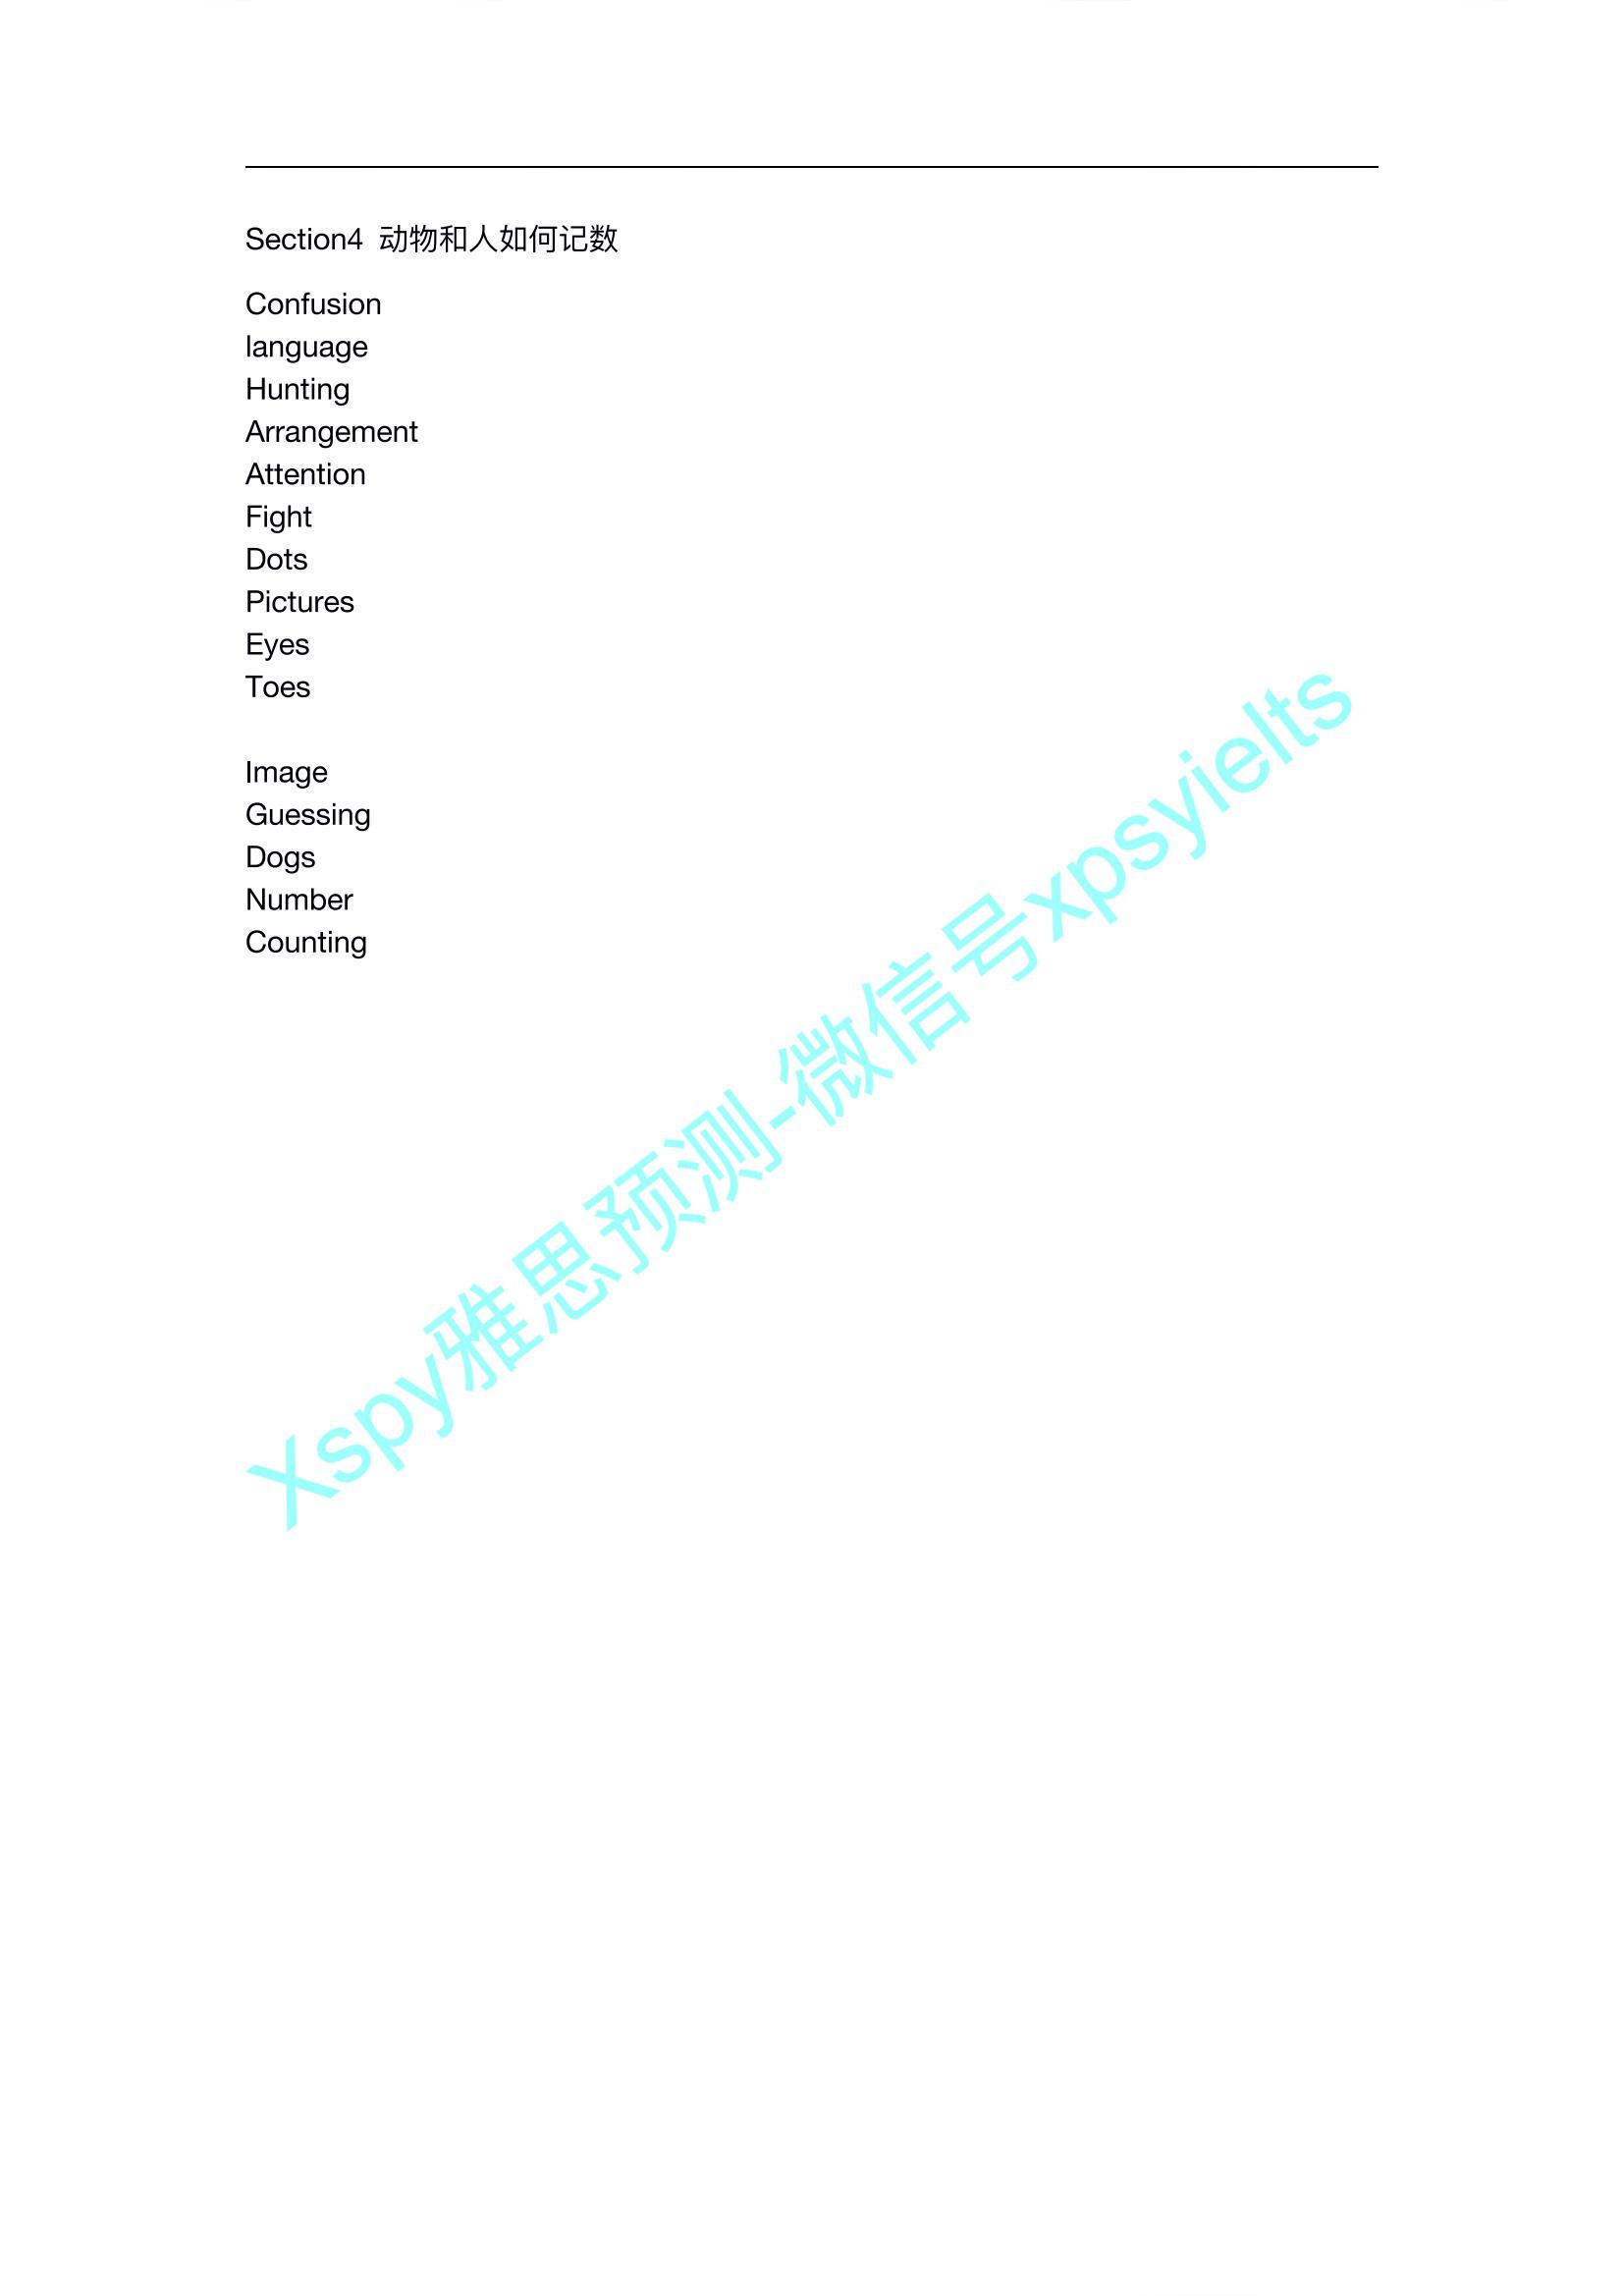 Section4 动物和人如何记数
Confusion
language
Hunting
Arrangement
Attention
Fight
Dots
Pictures
Eyes
Toes
Image
Guessing
Dogs
Number
Counting
Xspy雅思预测-微信号xpsyielts